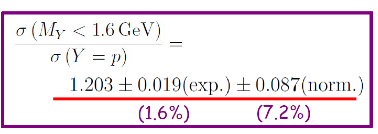 σ (M_Y < 1.6 GeV)
σ (Y = p)
=
1.203 ± 0.019(exp.) ± 0.087(norm.)
(1.6%) (7.2%)